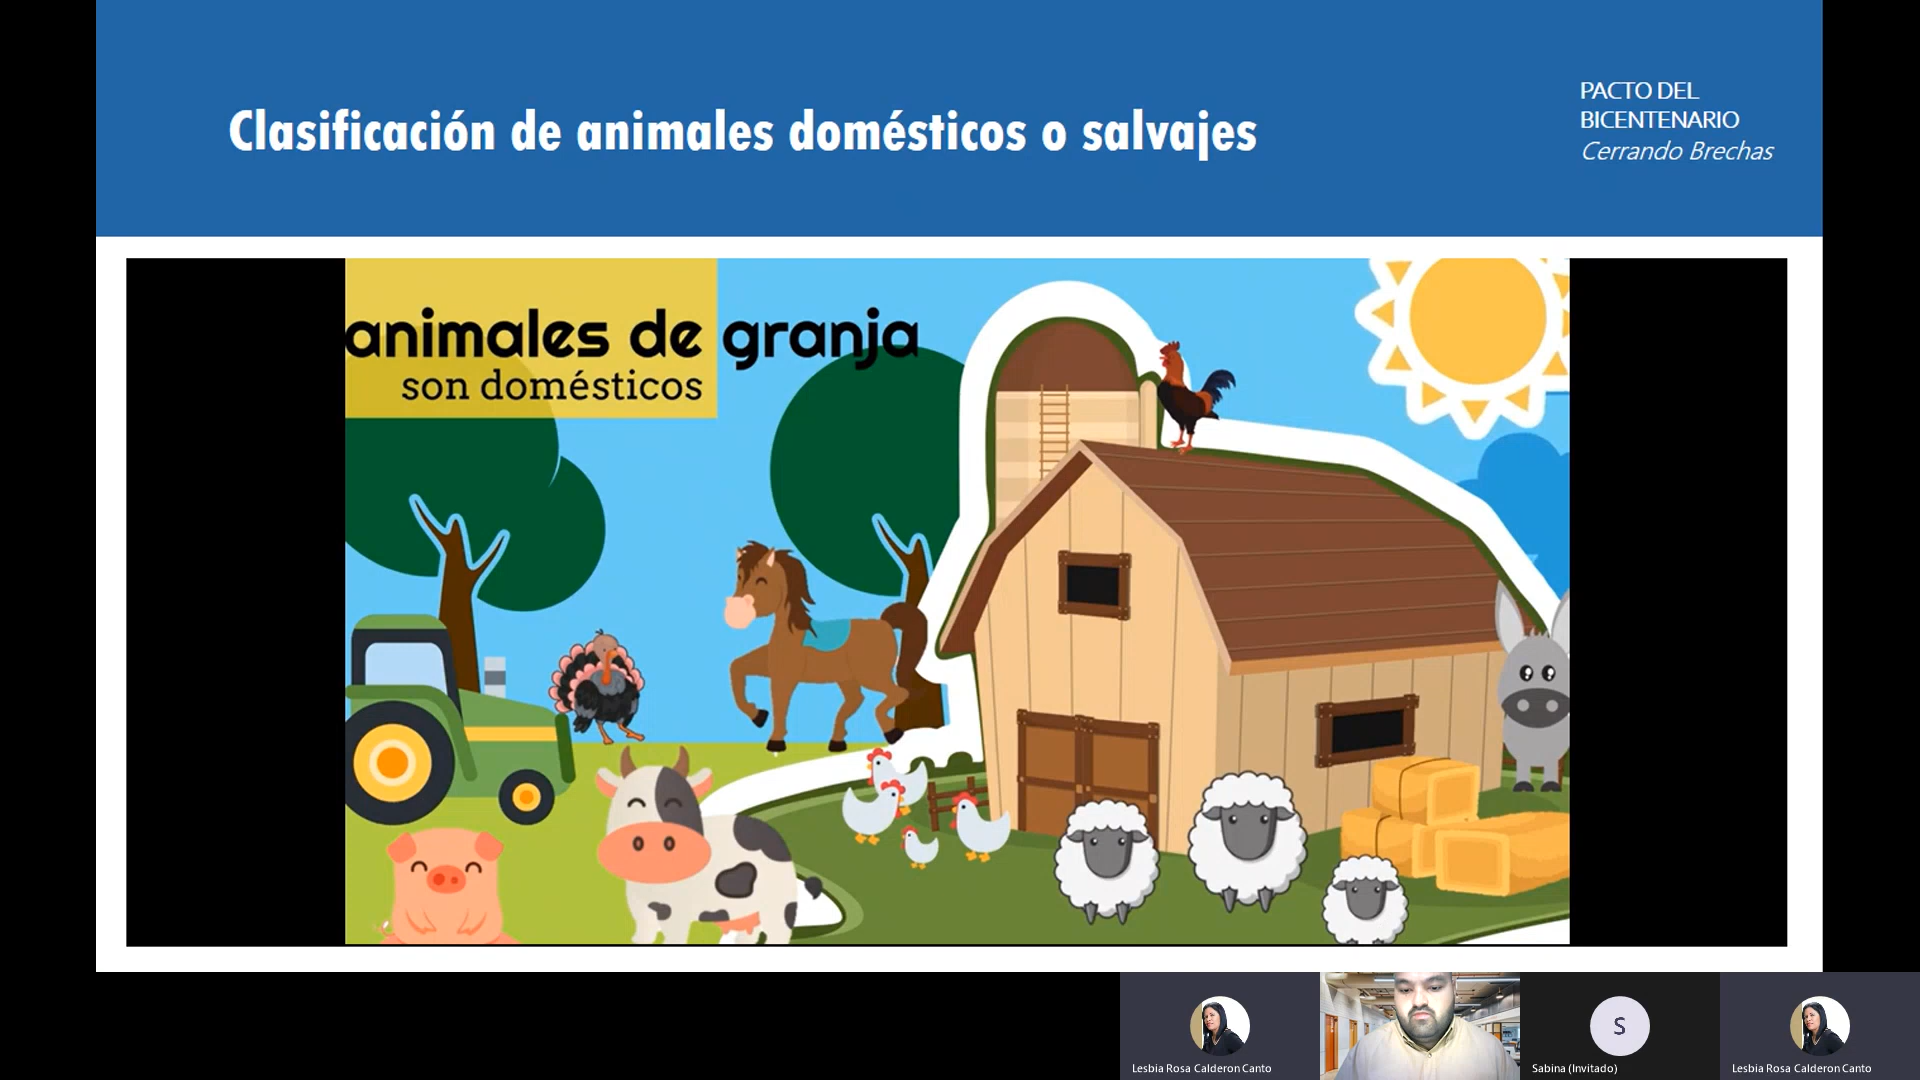 Clasificación de animales domésticos o salvajes
PACTO DEL
BICENTENARIO
Cerrando Brechas
animales de granja
son domésticos
Lesbia Rosa Calderon Canto
S
Sabina (Invitado)
Lesbia Rosa Calderon Canto